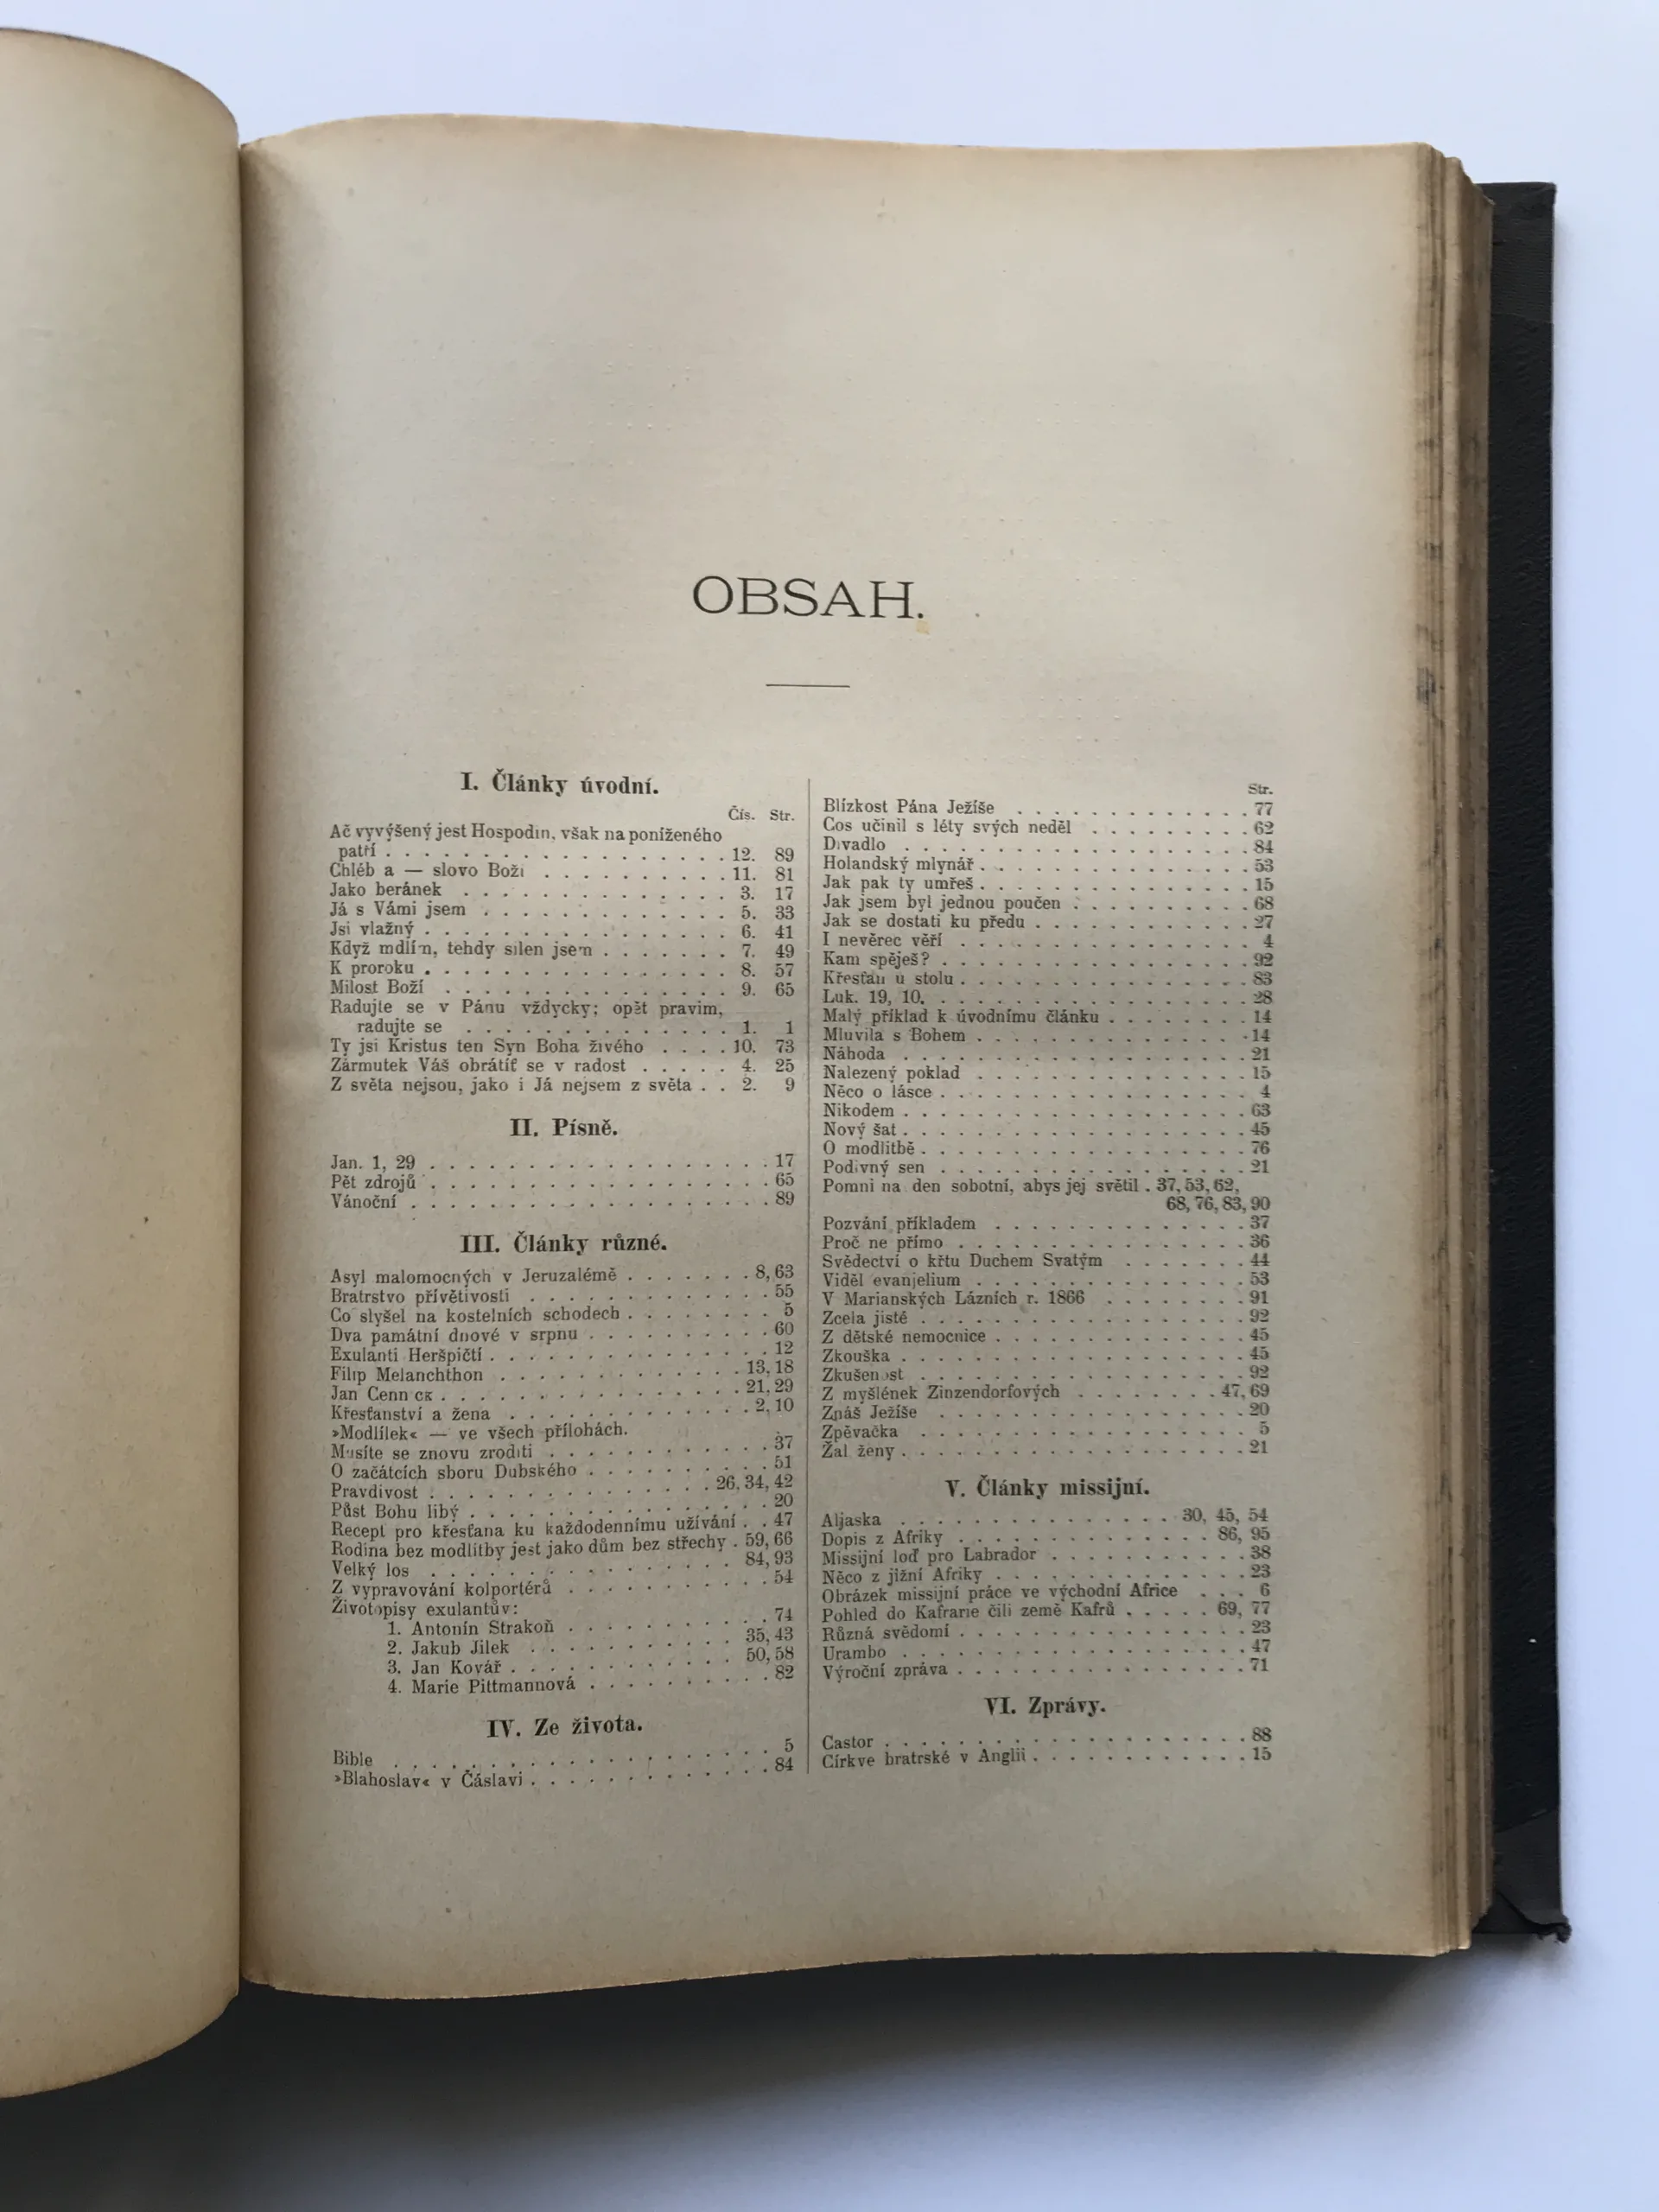 OBSAH.
I. Články úvodní.
Čís. Str.
Ač vyvýšený jest Hospodin, však na poníženého
patří . . . . . . . . . . . . . . . . . . 12. 89
Chléb a — slovo Boží . . . . . . . . . . 11. 81
Jako beránek . . . . . . . . . . . . . . 3. 17
Já s Vámi jsem . . . . . . . . . . . . . 5. 33
Jsi vlažný . . . . . . . . . . . . . . . . 6. 41
Když mdlím, tehdy silen jsem . . . . . . . 7. 49
K proroku . . . . . . . . . . . . . . . . 8. 57
Milost Boží . . . . . . . . . . . . . . . 9. 65
Radujte se v Pánu vždycky; opět pravim,
radujte se . . . . . . . . . . . . . . 1. 1
Ty jsi Kristus ten Syn Boha živého . . . . 10. 73
Zármutek Váš obrátíť se v radost . . . . . 4. 25
Z světa nejsou, jako i Já nejsem z světa . . 2. 9
II. Písně.
Jan. 1, 29 . . . . . . . . . . . . . . . . . . 17
Pět zdrojů . . . . . . . . . . . . . . . . . . 65
Vánoční . . . . . . . . . . . . . . . . . . . 89
III. Články různé.
Asyl malomocných v Jeruzalémě . . . . . . . 8, 63
Bratrstvo přívětivosti . . . . . . . . . . . . . 55
Co slyšel na kostelních schodech . . . . . . . . 5
Dva památní dnové v srpnu . . . . . . . . . . 60
Exulanti Heršpičtí . . . . . . . . . . . . . . . 12
Filip Melanchthon . . . . . . . . . . . . . 13, 18
Jan Cennick . . . . . . . . . . . . . . . . 21, 29
Křesťanství a žena . . . . . . . . . . . . . 2, 10
»Modlílek« — ve všech přílohách.
Musíte se znovu zroditi . . . . . . . . . . . . 37
O začátcích sboru Dubského . . . . . . . . . . 51
Pravdivost . . . . . . . . . . . . . . . 26, 34, 42
Půst Bohu libý . . . . . . . . . . . . . . . . 20
Recept pro křesťana ku každodennímu užívání . . 47
Rodina bez modlitby jest jako dům bez střechy . 59, 66
Velký los . . . . . . . . . . . . . . . . . 84, 93
Z vypravování kolportérů . . . . . . . . . . . 54
Životopisy exulantův:
1. Antonín Strakoň . . . . . . . . . . . 74
2. Jakub Jílek . . . . . . . . . . . 35, 43
3. Jan Kovář . . . . . . . . . . . . 50, 58
4. Marie Pittmannová . . . . . . . . . . 82
IV. Ze života.
Bible . . . . . . . . . . . . . . . . . . . . . 5
»Blahoslav« v Čáslavi . . . . . . . . . . . . . 84
Str.
Blízkost Pána Ježíše . . . . . . . . . . . . . 77
Cos učinil s léty svých neděl . . . . . . . . . 62
Divadlo . . . . . . . . . . . . . . . . . . . 84
Holandský mlynář . . . . . . . . . . . . . . . 53
Jak pak ty umřeš . . . . . . . . . . . . . . . 15
Jak jsem byl jednou poučen . . . . . . . . . . 68
Jak se dostati ku předu . . . . . . . . . . . . 27
I nevěrec věří . . . . . . . . . . . . . . . . 4
Kam spěješ? . . . . . . . . . . . . . . . . . 92
Křesťan u stolu . . . . . . . . . . . . . . . . 83
Luk. 19, 10. . . . . . . . . . . . . . . . . . 28
Malý příklad k úvodnímu článku . . . . . . . . 14
Mluvila s Bohem . . . . . . . . . . . . . . . 14
Náhoda . . . . . . . . . . . . . . . . . . . 21
Nalezený poklad . . . . . . . . . . . . . . . 15
Něco o lásce . . . . . . . . . . . . . . . . . 4
Nikodem . . . . . . . . . . . . . . . . . . . 63
Nový šat . . . . . . . . . . . . . . . . . . . 45
O modlitbě . . . . . . . . . . . . . . . . . . 76
Podivný sen . . . . . . . . . . . . . . . . . 21
Pomni na den sobotní, abys jej světil . 37, 53, 62,
68, 76, 83, 90
Pozvání příkladem . . . . . . . . . . . . . . 37
Proč ne přímo . . . . . . . . . . . . . . . . 36
Svědectví o křtu Duchem Svatým . . . . . . . 44
Viděl evanjelium . . . . . . . . . . . . . . . 53
V Marianských Lázních r. 1866 . . . . . . . . 91
Zcela jistě . . . . . . . . . . . . . . . . . . 92
Z dětské nemocnice . . . . . . . . . . . . . . 45
Zkouška . . . . . . . . . . . . . . . . . . . 45
Zkušenost . . . . . . . . . . . . . . . . . . 92
Z myšlének Zinzendorfových . . . . . . . . 47, 69
Znáš Ježíše . . . . . . . . . . . . . . . . . 20
Zpěvačka . . . . . . . . . . . . . . . . . . 5
Žal ženy . . . . . . . . . . . . . . . . . . . 21
V. Články missijní.
Aljaska . . . . . . . . . . . . . . . 30, 45, 54
Dopis z Afriky . . . . . . . . . . . . . . 86, 95
Missijní loď pro Labrador . . . . . . . . . . . 38
Něco z jižní Afriky . . . . . . . . . . . . . . 23
Obrázek missijní práce ve východní Africe . . . 6
Pohled do Kafrarie čili země Kafrů . . . . . 69, 77
Různá svědomí . . . . . . . . . . . . . . . . 23
Urambo . . . . . . . . . . . . . . . . . . . 47
Výroční zpráva . . . . . . . . . . . . . . . . 71
VI. Zprávy.
Castor . . . . . . . . . . . . . . . . . . . . 88
Církve bratrské v Anglii . . . . . . . . . . . . 15